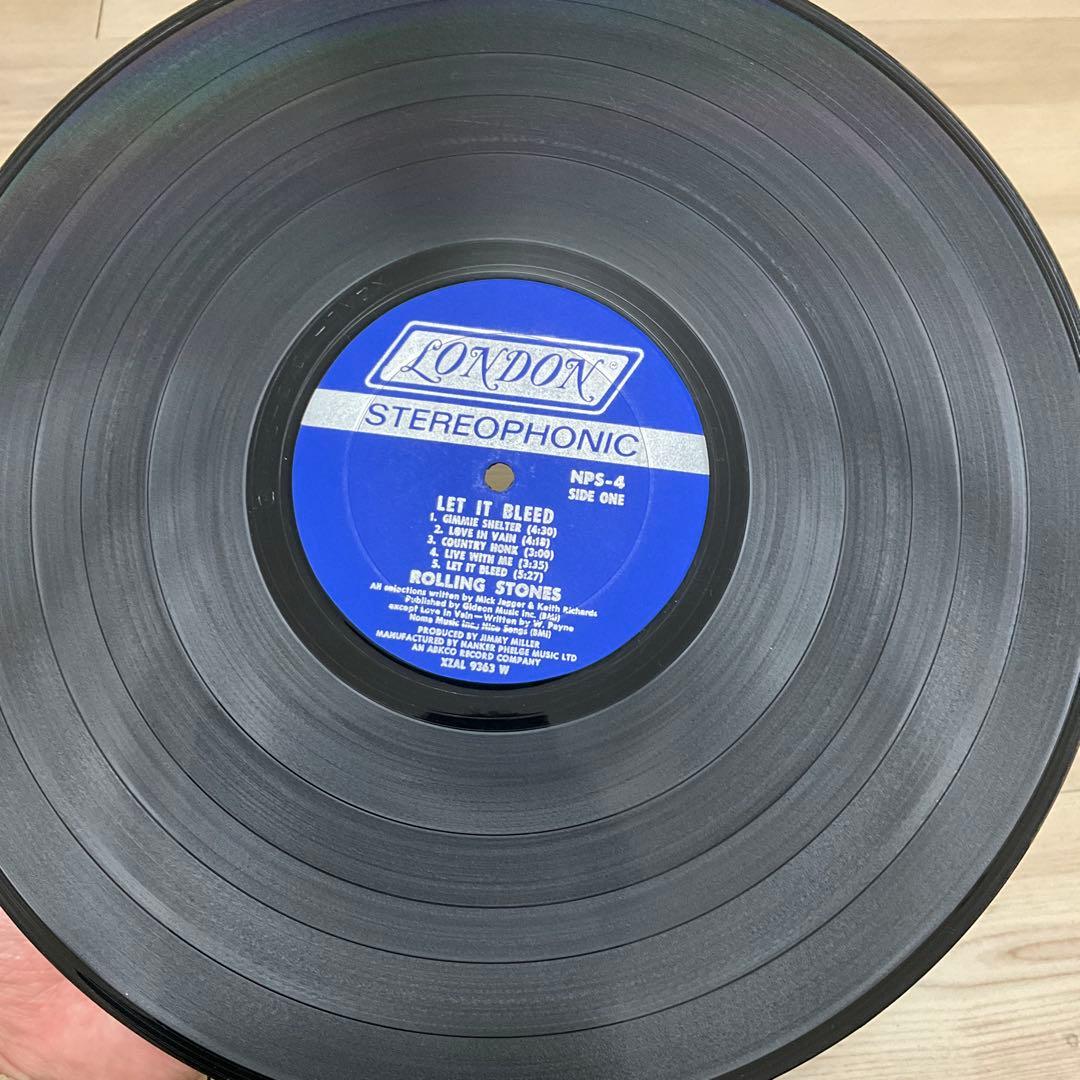 LONDON ©
STEREOPHONIC
NPS-4
SIDE ONE
LET IT BLEED
1. GIMMIE SHELTER (4:30)
2. LOVE IN VAIN (4:18)
3. COUNTRY HONK (3:00)
4. LIVE WITH ME (3:35)
5. LET IT BLEED (5:27)
ROLLING STONES
All selections written by Mick Jagger & Keith Richards
Published by Gideon Music Inc. (BMI)
except Love In Vain—Written by W. Payne
Noma Music Inc., Nice Songs (BMI)
PRODUCED BY JIMMY MILLER
MANUFACTURED BY NANKER PHELGE MUSIC LTD
AN ABKCO RECORD COMPANY
XZAL 9363 W